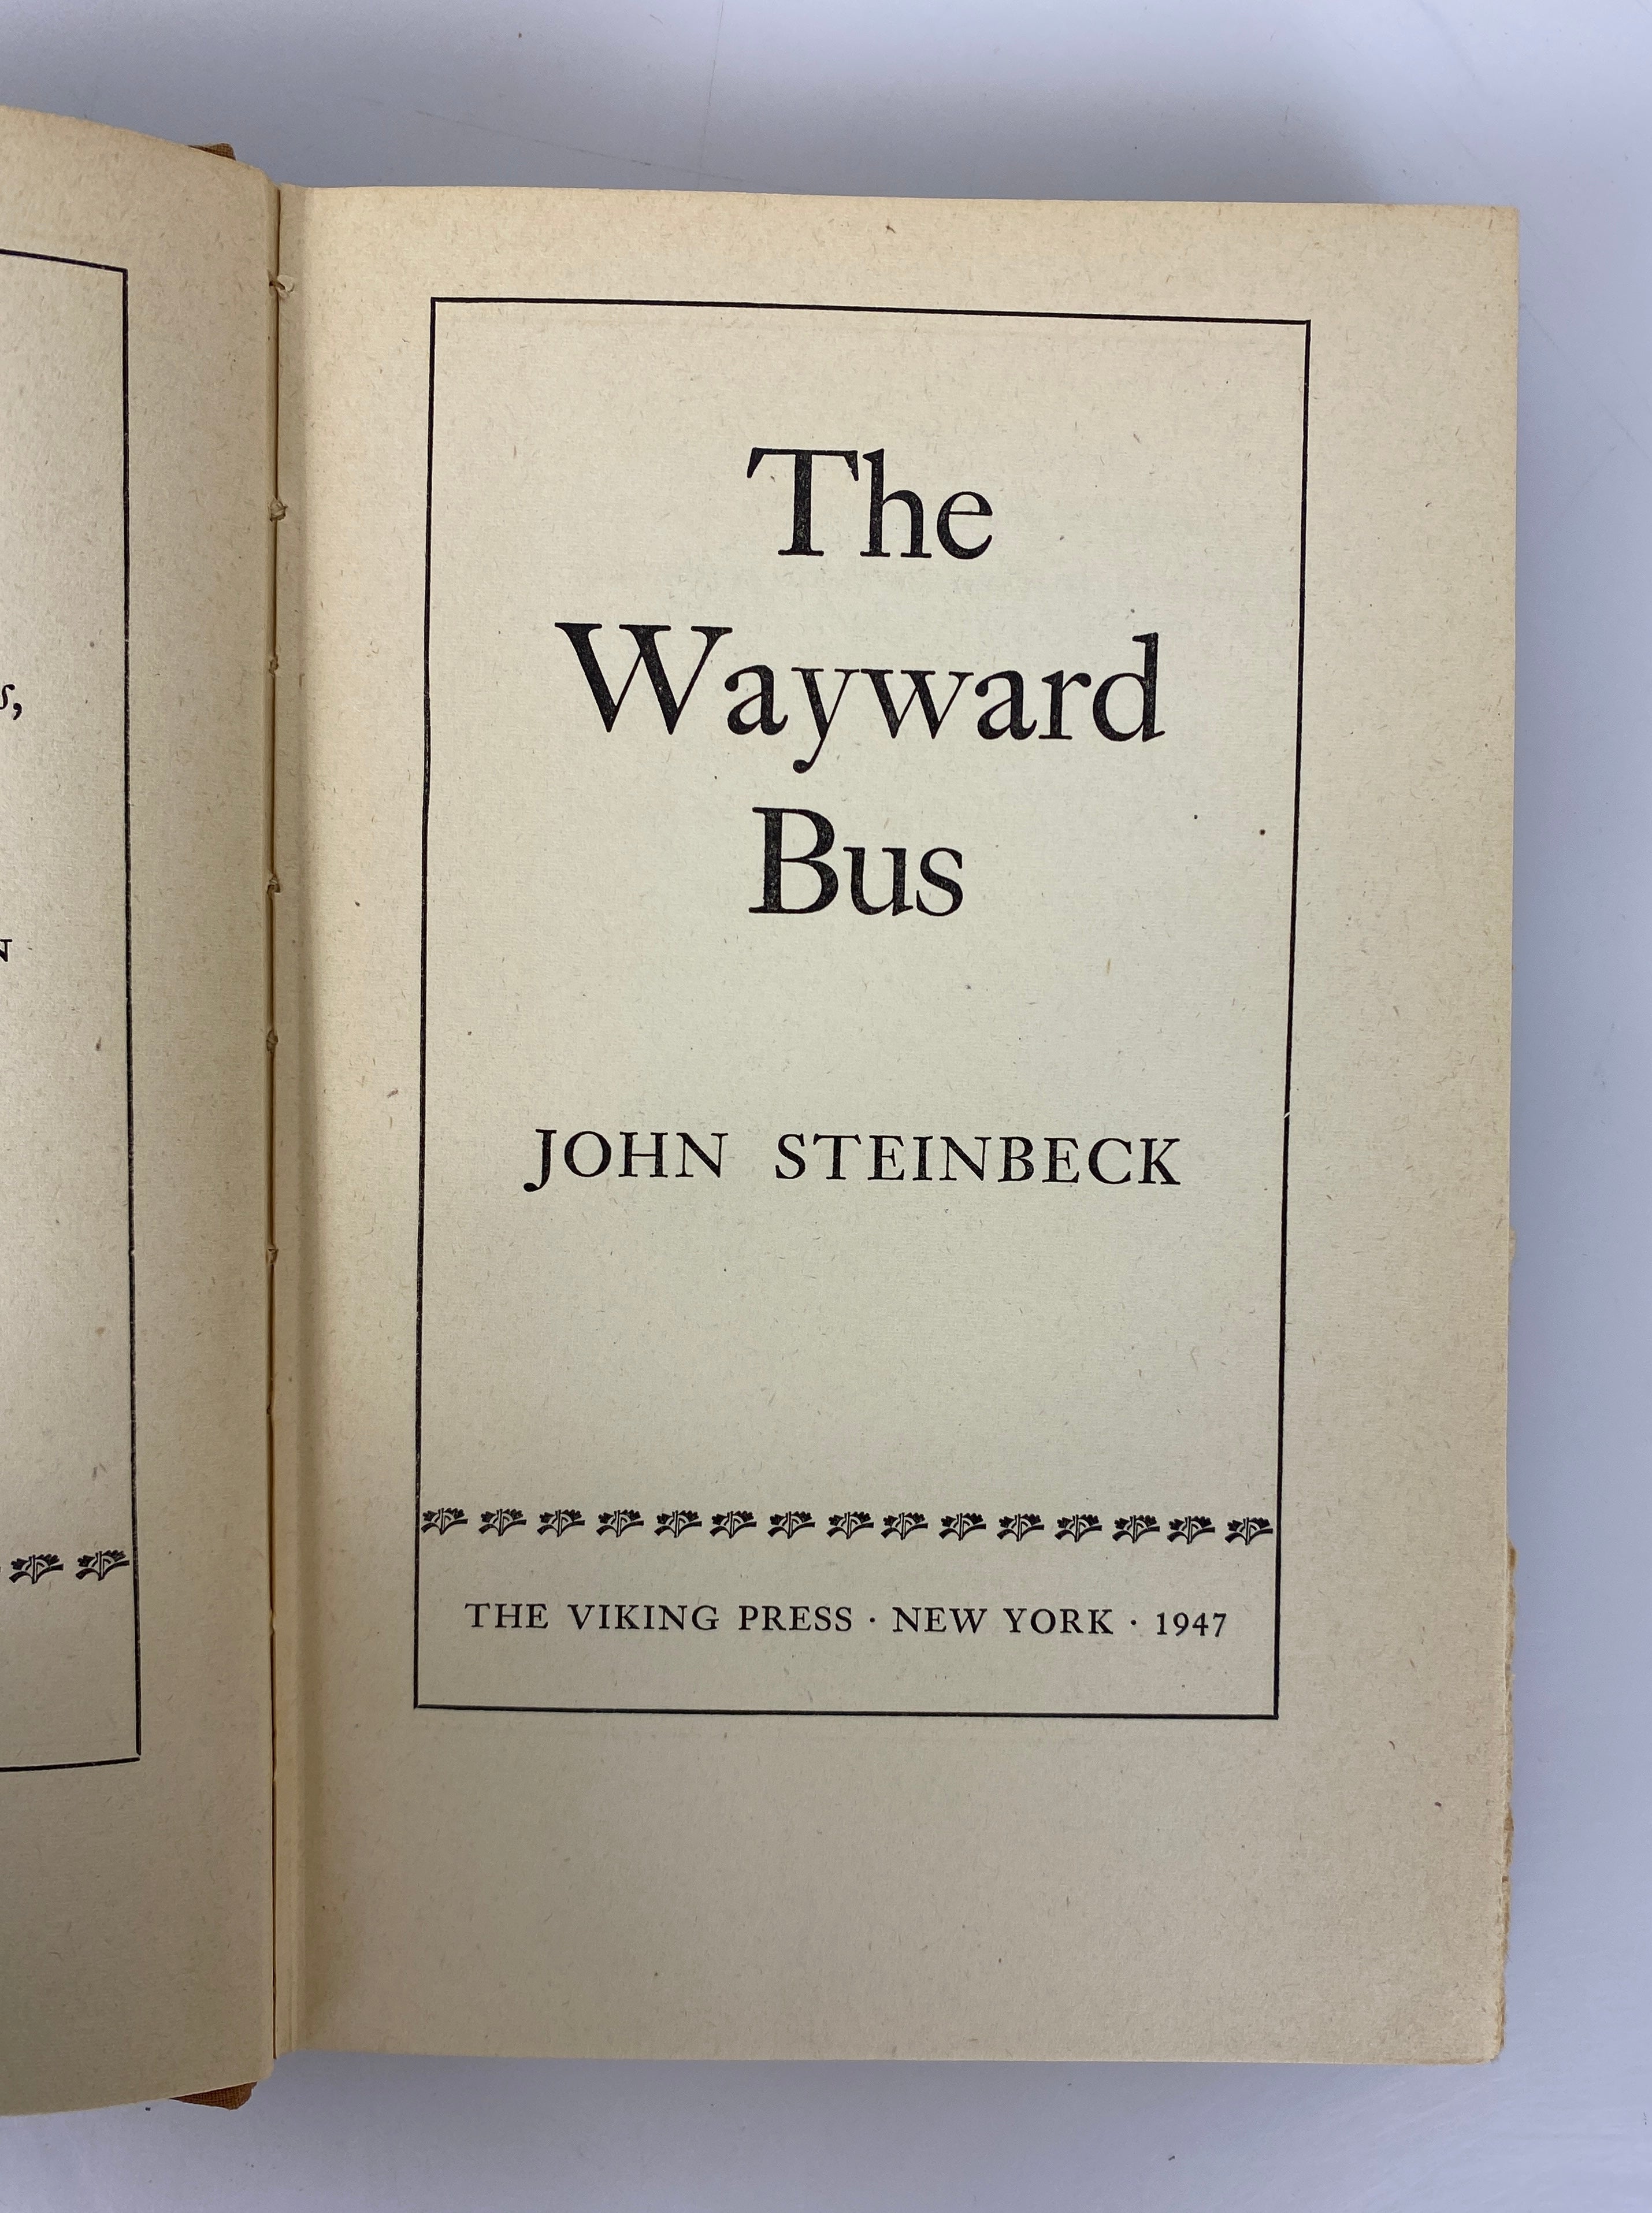 The
Wayward
Bus
JOHN STEINBECK
THE VIKING PRESS · NEW YORK · 1947